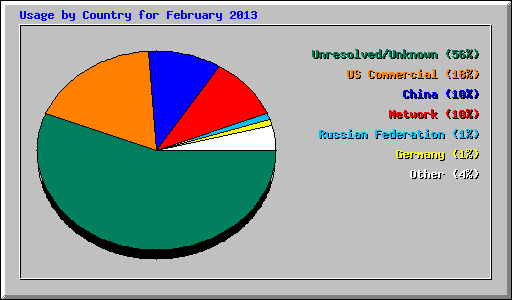 Usage by Country for February 2013
Unresolved/Unknown (56%)
US Commercial (18%)
China (10%)
Network (10%)
Russian Federation (1%)
Germany (1%)
Other (4%)